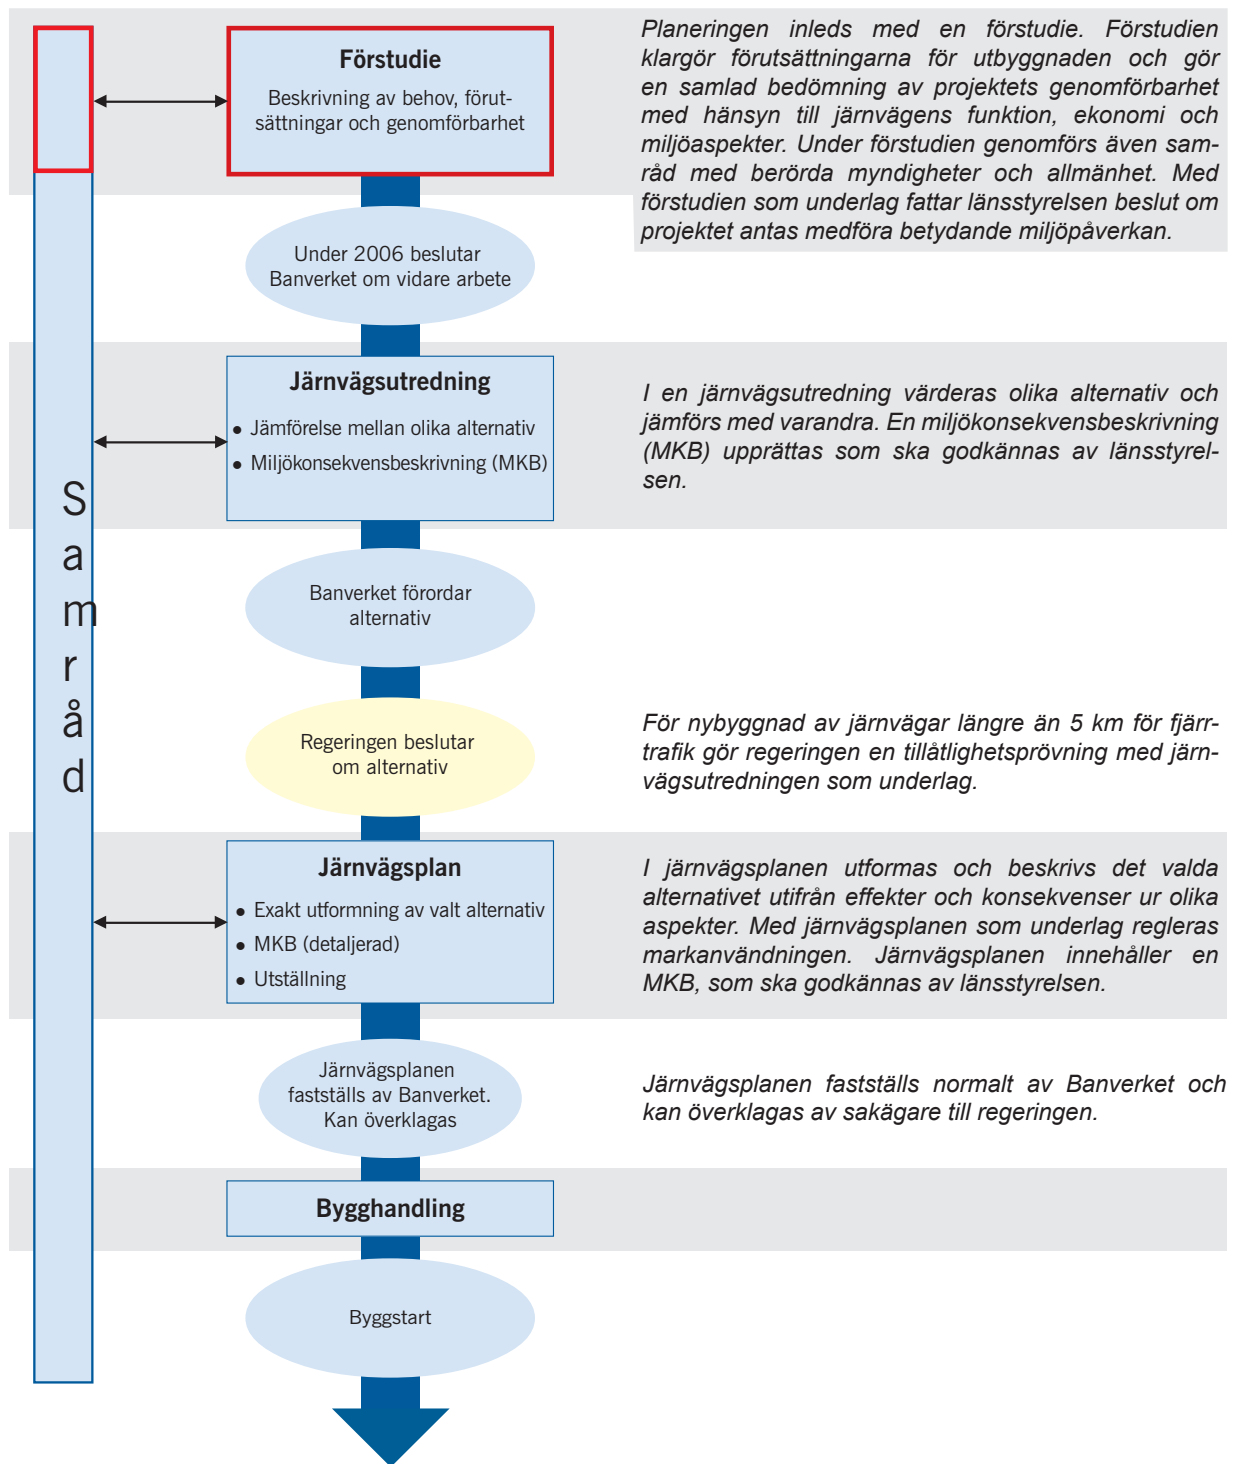 Förstudie
Beskrivning av behov, förut-
sättningar och genomförbarhet
Planeringen inleds med en förstudie. Förstudien
klargör förutsättningarna för utbyggnaden och gör
en samlad bedömning av projektets genomförbarhet
med hänsyn till järnvägens funktion, ekonomi och
miljöaspekter. Under förstudien genomförs även sam-
råd med berörda myndigheter och allmänhet. Med
förstudien som underlag fattar länsstyrelsen beslut om
projektet antas medföra betydande miljöpåverkan.
Under 2006 beslutar
Banverket om vidare arbete
Järnvägsutredning
• Jämförelse mellan olika alternativ
• Miljökonsekvensbeskrivning (MKB)
I en järnvägsutredning värderas olika alternativ och
jämförs med varandra. En miljökonsekvensbeskrivning
(MKB) upprättas som ska godkännas av länsstyrel-
sen.
S
a
m
r
å
d
Banverket förordar
alternativ
Regeringen beslutar
om alternativ
För nybyggnad av järnvägar längre än 5 km för fjärr-
trafik gör regeringen en tillåtlighetsprövning med järn-
vägsutredningen som underlag.
Järnvägsplan
• Exakt utformning av valt alternativ
• MKB (detaljerad)
• Utställning
I järnvägsplanen utformas och beskrivs det valda
alternativet utifrån effekter och konsekvenser ur olika
aspekter. Med järnvägsplanen som underlag regleras
markanvändningen. Järnvägsplanen innehåller en
MKB, som ska godkännas av länsstyrelsen.
Järnvägsplanen
fastställs av Banverket.
Kan överklagas
Järnvägsplanen fastställs normalt av Banverket och
kan överklagas av sakägare till regeringen.
Bygghandling
Byggstart